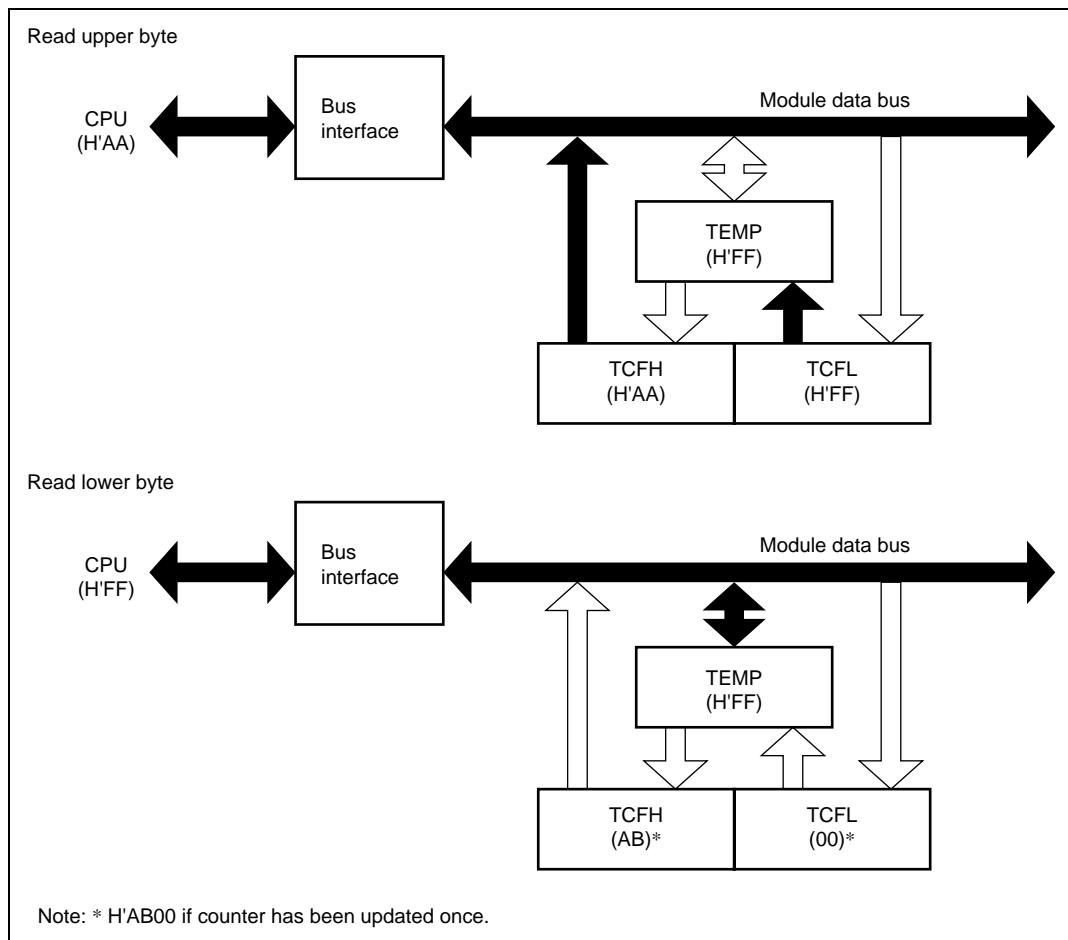 Read upper byte
CPU
(H'AA)
Bus
interface
Module data bus
TEMP
(H'FF)
TCFH
(H'AA)
TCFL
(H'FF)
Read lower byte
CPU
(H'FF)
Bus
interface
Module data bus
TEMP
(H'FF)
TCFH
(AB)*
TCFL
(00)*
Note: * H'AB00 if counter has been updated once.